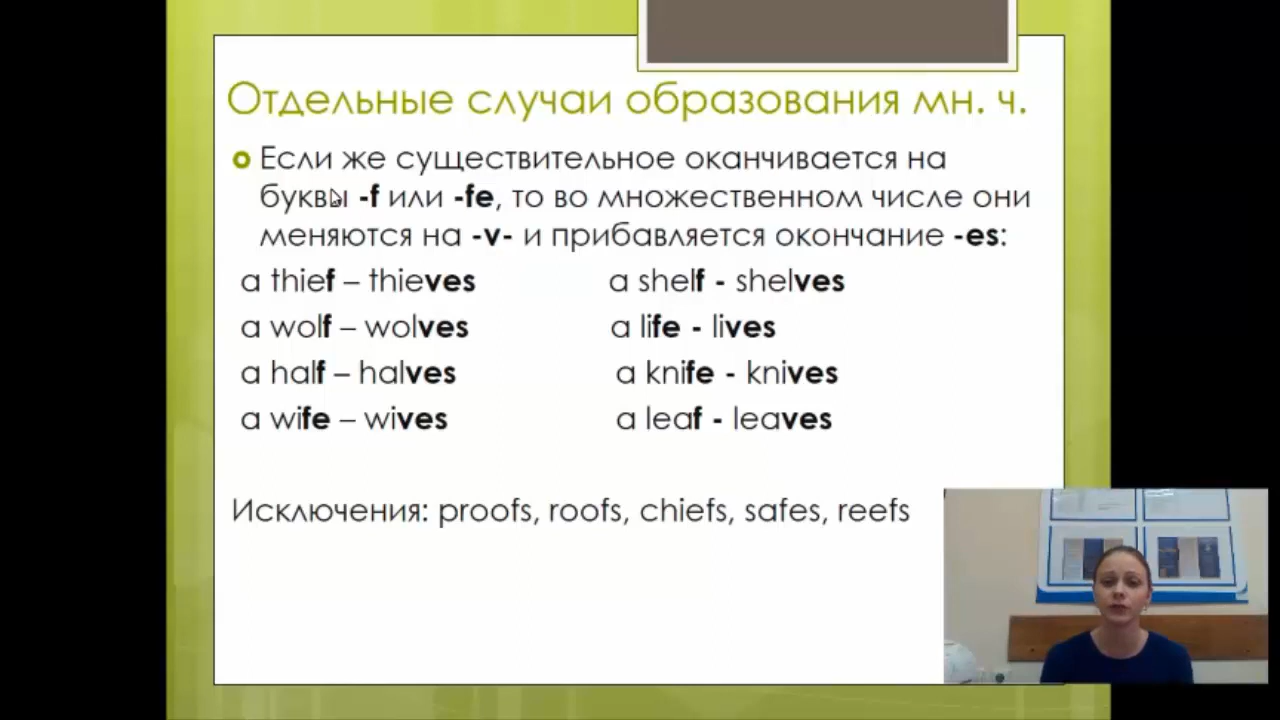 Отдельные случаи образования мн. ч.
Если же существительное оканчивается на
буквы -f или -fe, то во множественном числе они
меняются на -v- и прибавляется окончание -es:
a thief – thieves a shelf - shelves
a wolf – wolves a life - lives
a half – halves a knife - knives
a wife – wives a leaf - leaves
Исключения: proofs, roofs, chiefs, safes, reefs